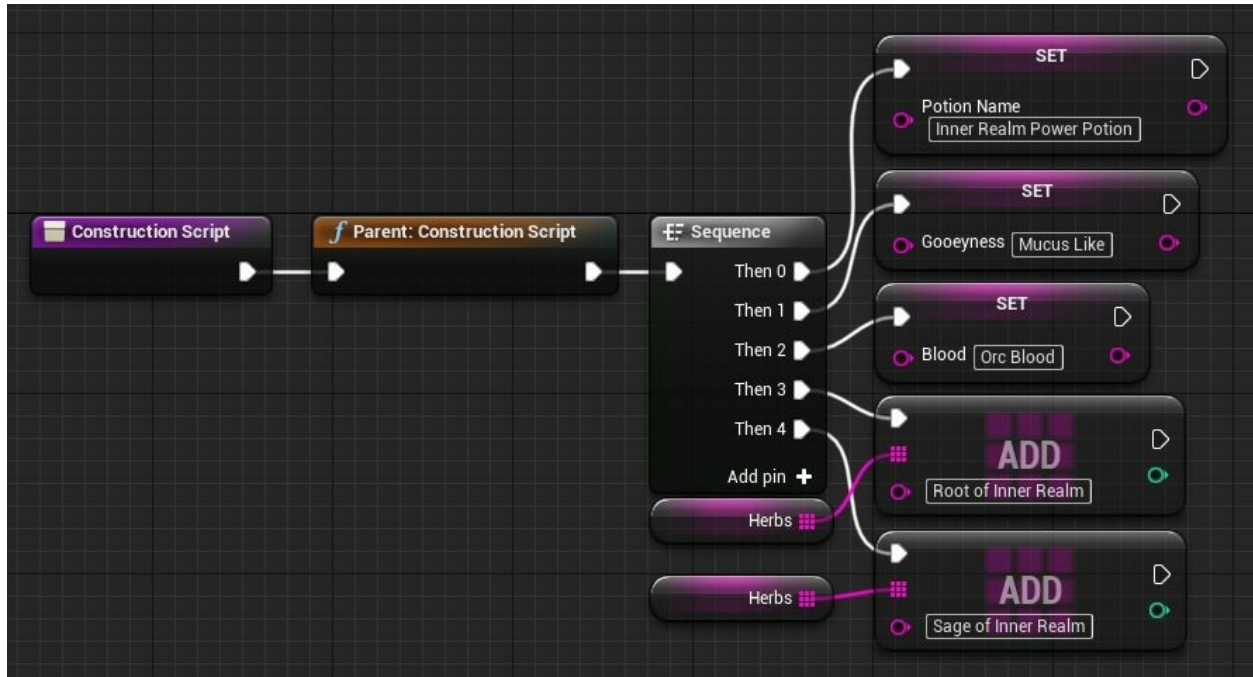 Construction Script
Parent: Construction Script
Sequence
Then 0
Then 1
Then 2
Then 3
Then 4
Add pin
Herbs
Herbs
SET
Potion Name
Inner Realm Power Potion
SET
Gooeyness Mucus Like
SET
Blood Orc Blood
ADD
Root of Inner Realm
ADD
Sage of Inner Realm